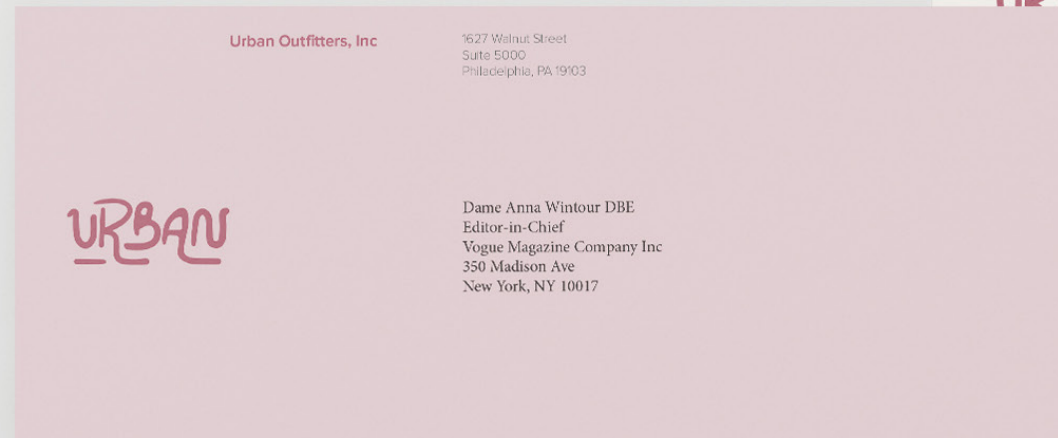 Urban Outfitters, Inc
1627 Walnut Street
Suite 5000
Philadelphia, PA 19103
URBAN
Dame Anna Wintour DBE
Editor-in-Chief
Vogue Magazine Company Inc
350 Madison Ave
New York, NY 10017